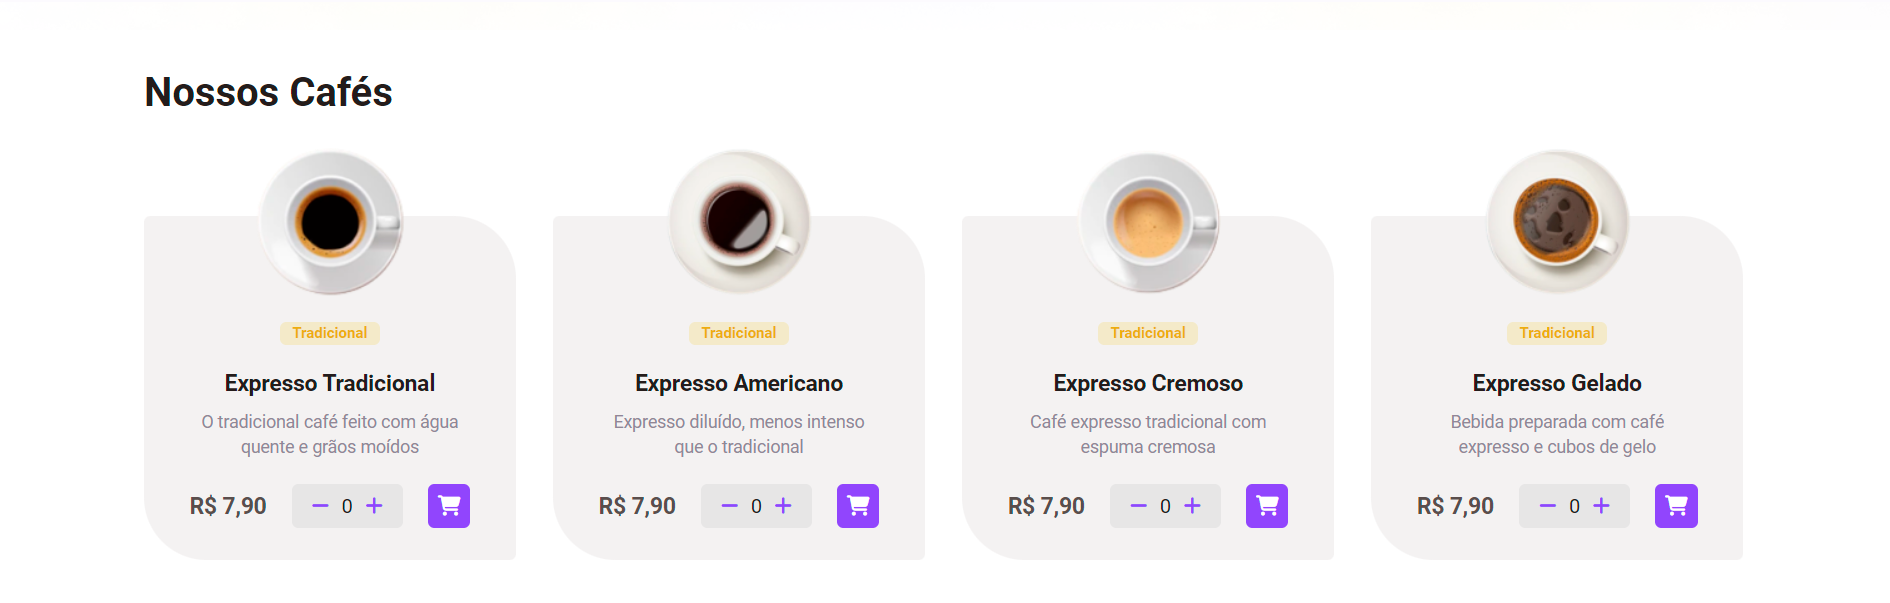 Nossos Cafés
Tradicional
Expresso Tradicional
O tradicional café feito com água
quente e grãos moídos
R$ 7,90
0
Tradicional
Expresso Americano
Expresso diluído, menos intenso
que o tradicional
R$ 7,90
0
Tradicional
Expresso Cremoso
Café expresso tradicional com
espuma cremosa
R$ 7,90
0
Tradicional
Expresso Gelado
Bebida preparada com café
expresso e cubos de gelo
R$ 7,90
0